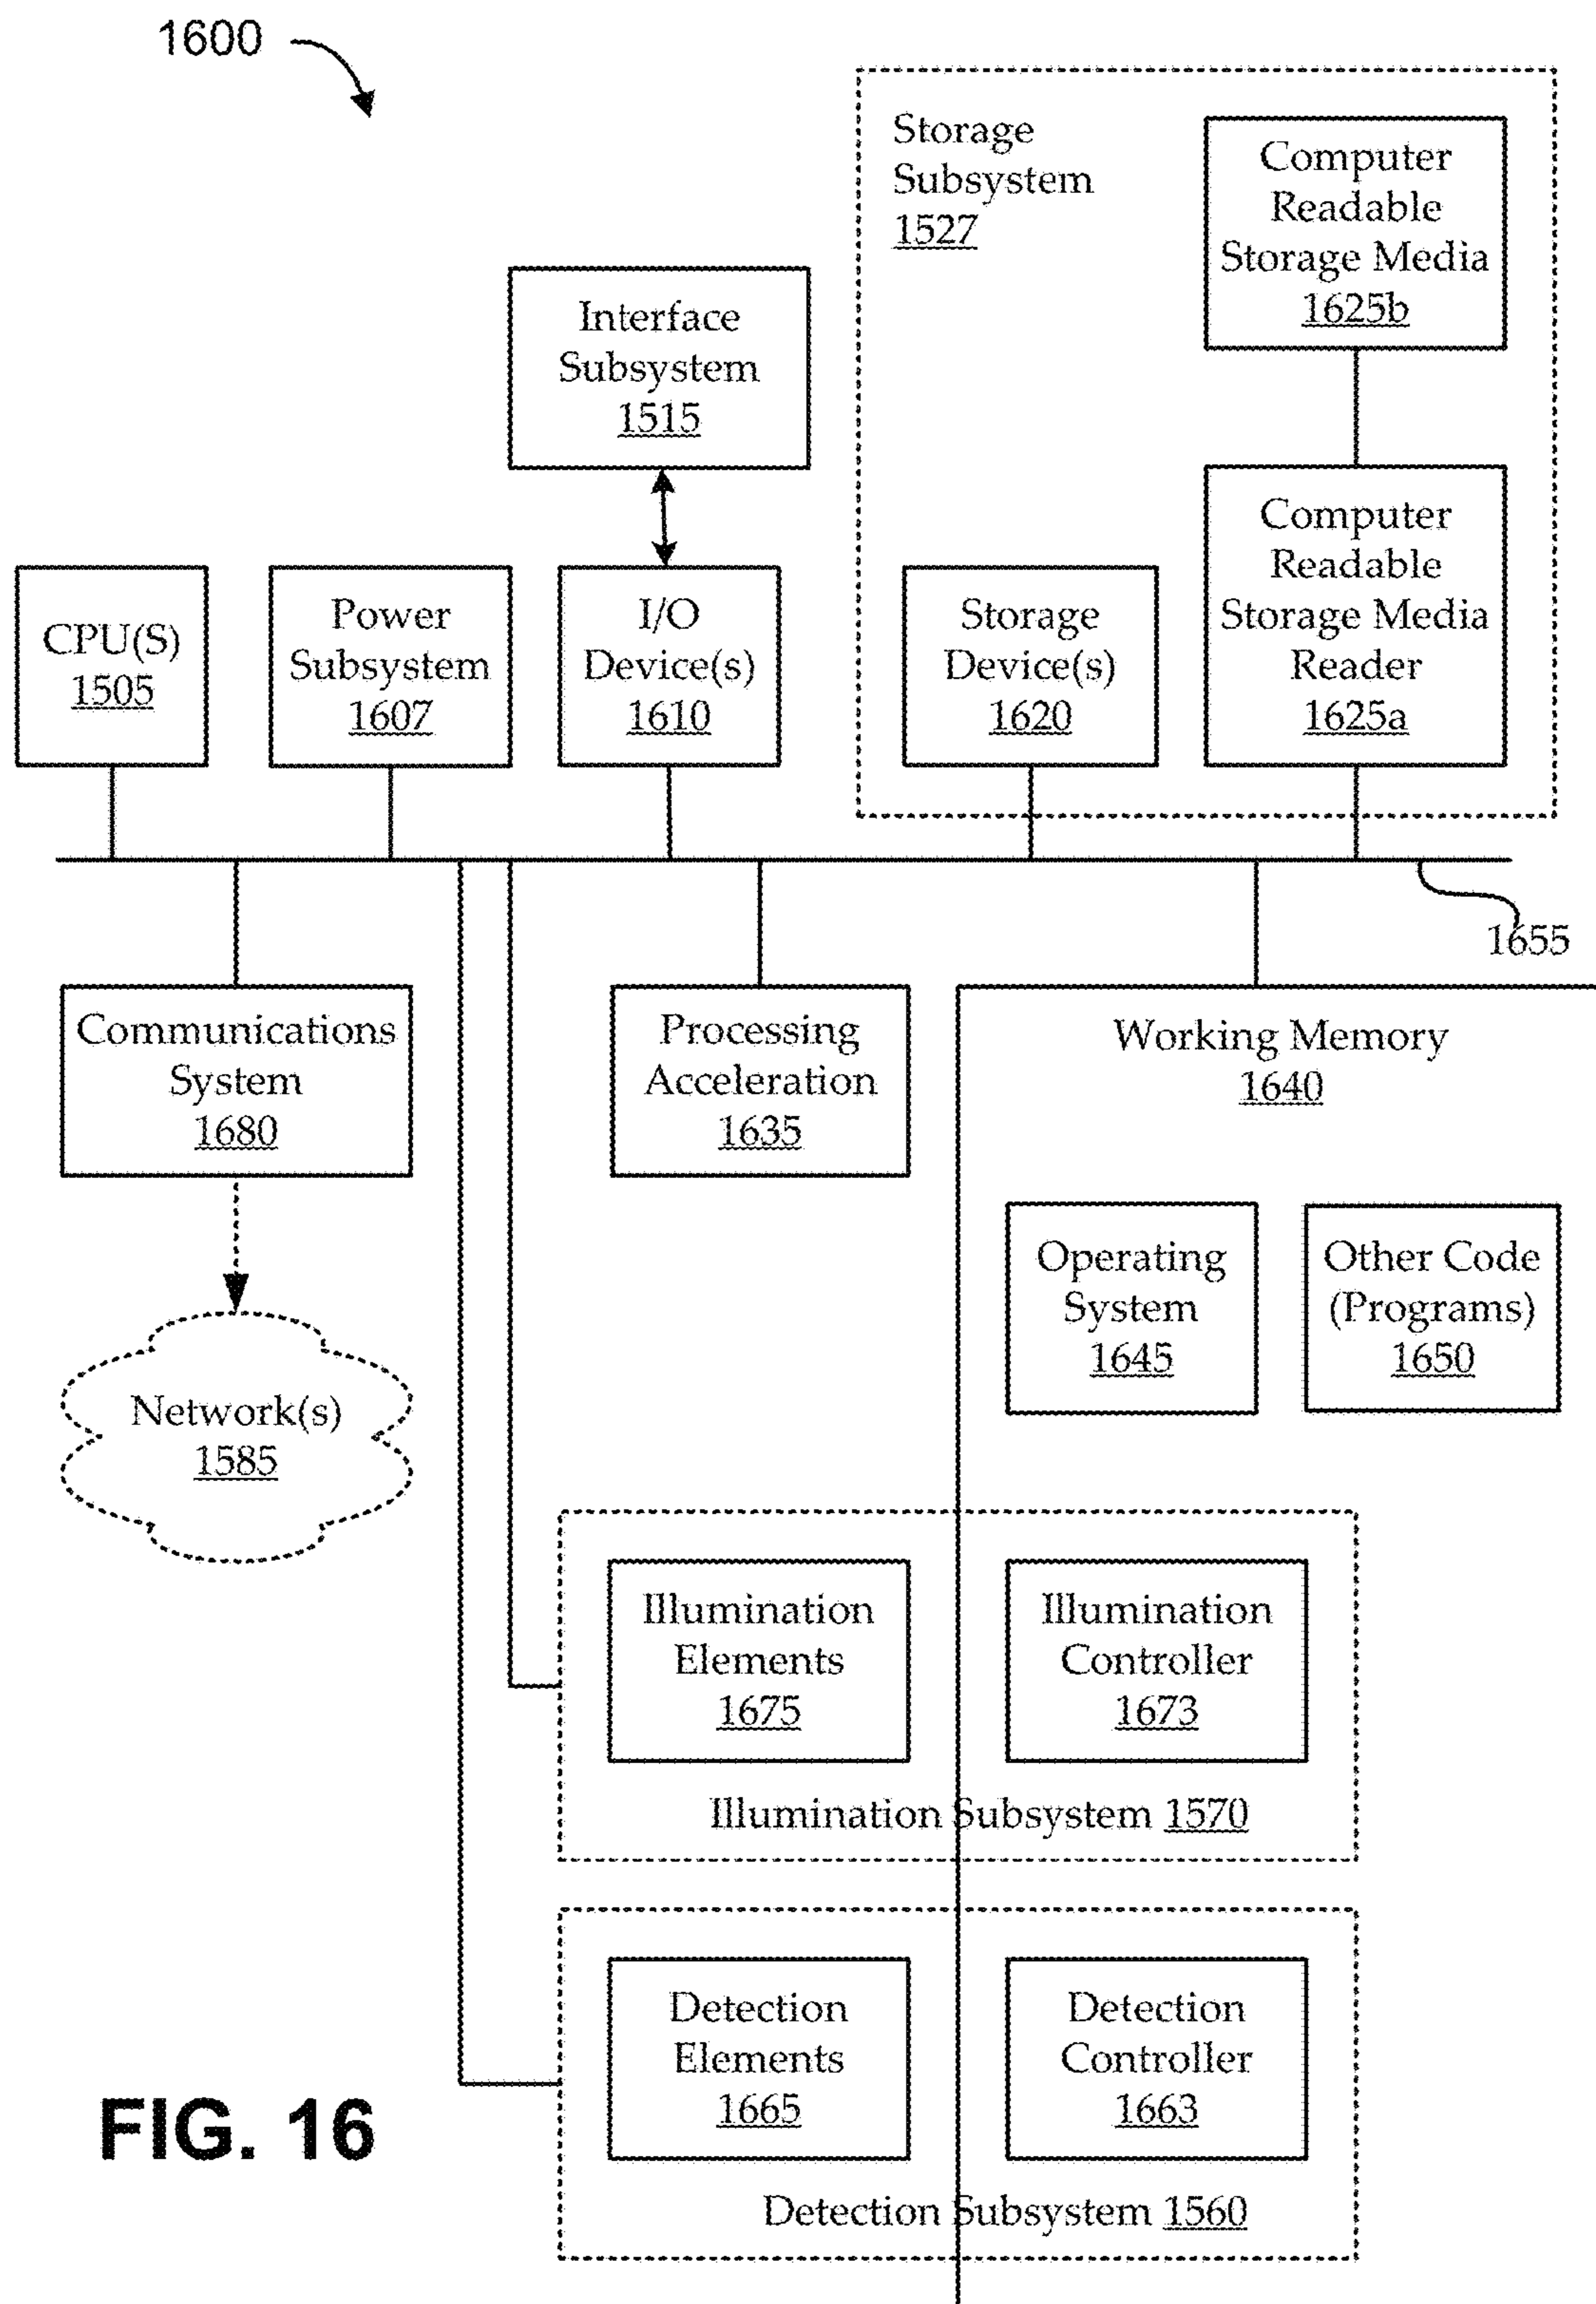 1600
Storage
Subsystem
1527
Computer
Readable
Storage Media
1625b
Interface
Subsystem
1515
Computer
Readable
Storage Media
Reader
1625a
CPU(S)
1505
Power
Subsystem
1607
I/O
Device(s)
1610
Storage
Device(s)
1620
1655
Communications
System
1680
Processing
Acceleration
1635
Working Memory
1640
Operating
System
1645
Other Code
(Programs)
1650
Network(s)
1585
Illumination
Elements
1675
Illumination
Controller
1673
Illumination Subsystem 1570
Detection
Elements
1665
Detection
Controller
1663
Detection Subsystem 1560
FIG. 16